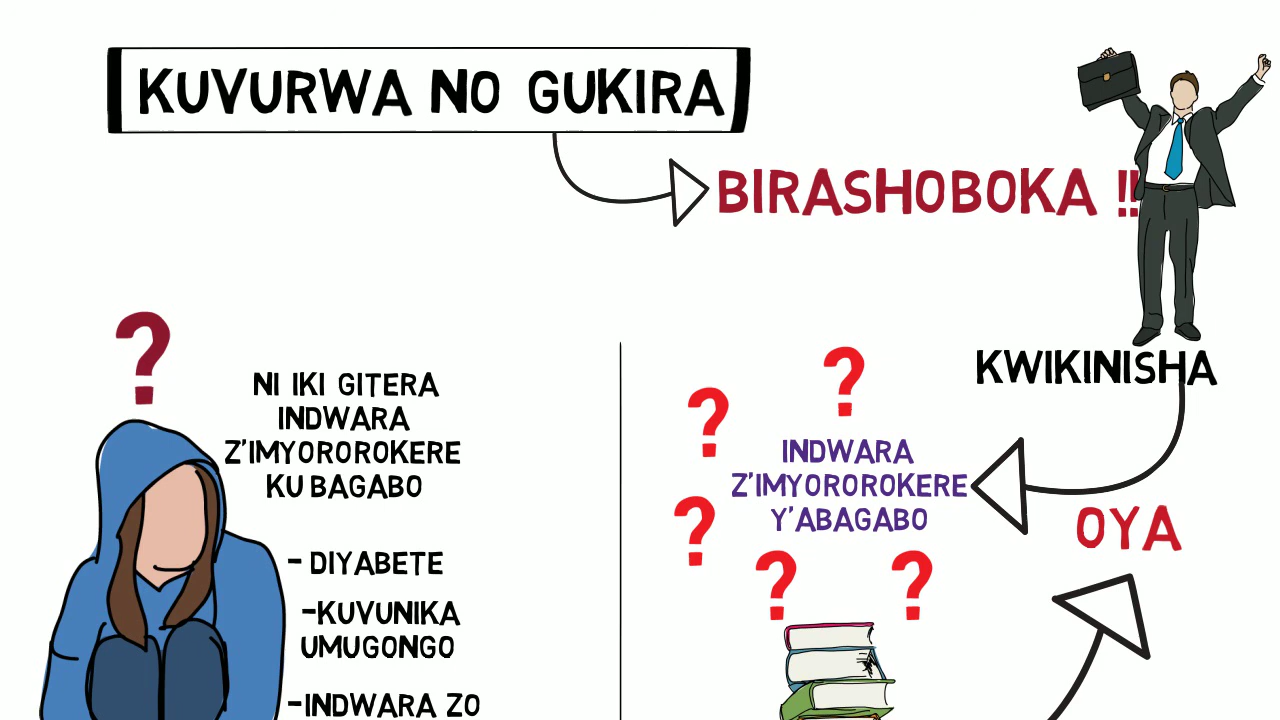 KUVURWA NO GUKIRA
BIRASHOBOKA !!
?
NI IKI GITERA
INDWARA
Z'IMYOROROKERE
KU BAGABO
- DIYABETE
-KUVUNIKA
UMUGONGO
-INDWARA ZO
KWIKINISHA
?
?
INDWARA
Z'IMYOROROKERE
Y'ABAGABO
?
?
?
OYA